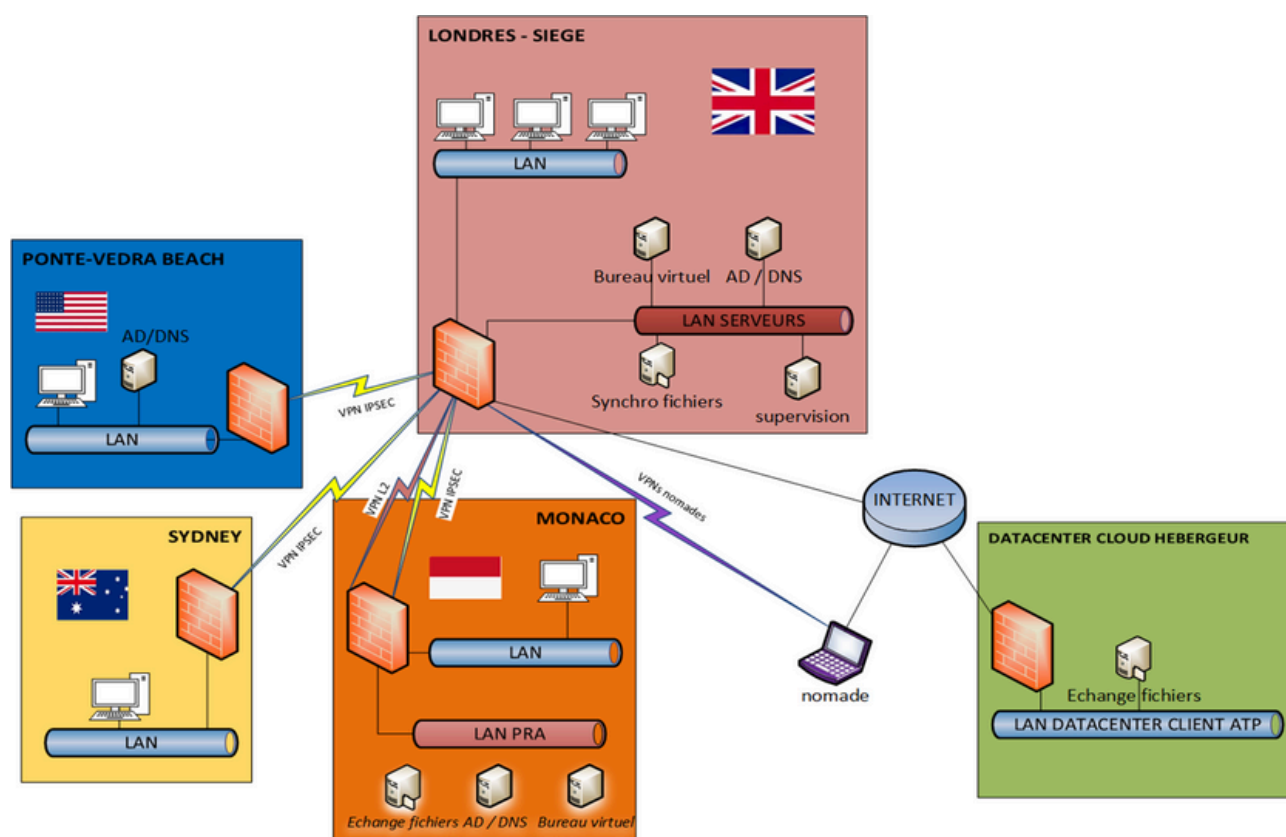 LONDRES - SIEGE
LAN
Bureau virtuel
AD / DNS
LAN SERVEURS
Synchro fichiers
supervision
PONTE-VEDRA BEACH
AD/DNS
LAN
VPN IPSEC
VPN IPSEC
VPN L2
VPN IPSEC
VPNs nomades
SYDNEY
LAN
MONACO
LAN
LAN PRA
Echange fichiers
AD / DNS
Bureau virtuel
INTERNET
nomade
DATACENTER CLOUD HEBERGEUR
Echange fichiers
LAN DATACENTER CLIENT ATP